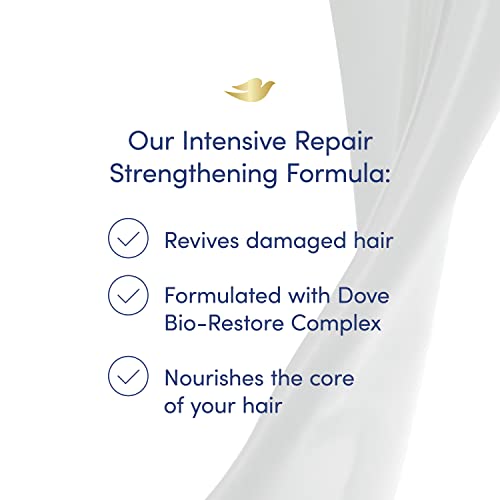 Our Intensive Repair
Strengthening Formula:
Revives damaged hair
Formulated with Dove
Bio-Restore Complex
Nourishes the core
of your hair